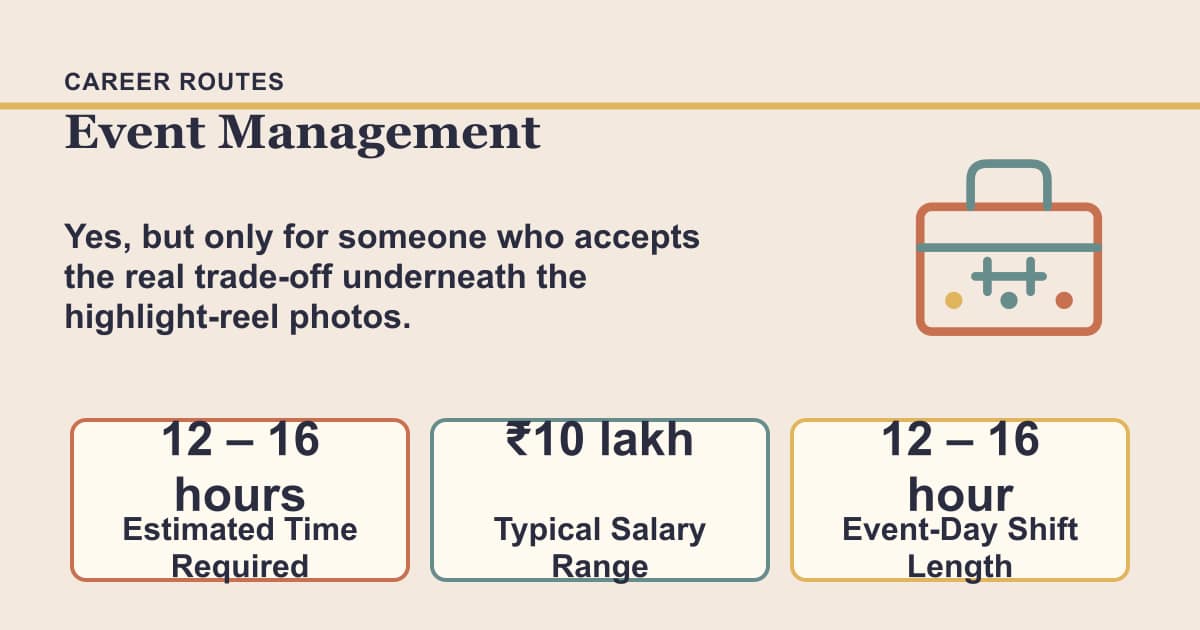 CAREER ROUTES
Event Management
Yes, but only for someone who accepts
the real trade-off underneath the
highlight-reel photos.
12 – 16
hours
Estimated Time
Required
₹10 lakh
Typical Salary
Range
12 – 16
hour
Event-Day Shift
Length